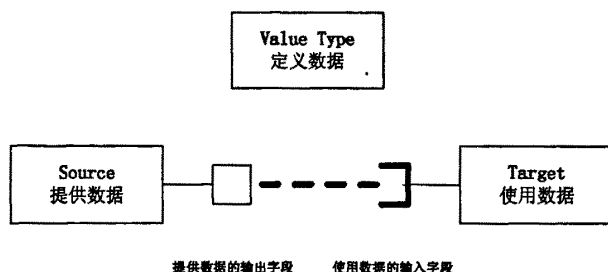 Value Type
定义数据
Source
提供数据
Target
使用数据
提供数据的输出字段
使用数据的输入字段